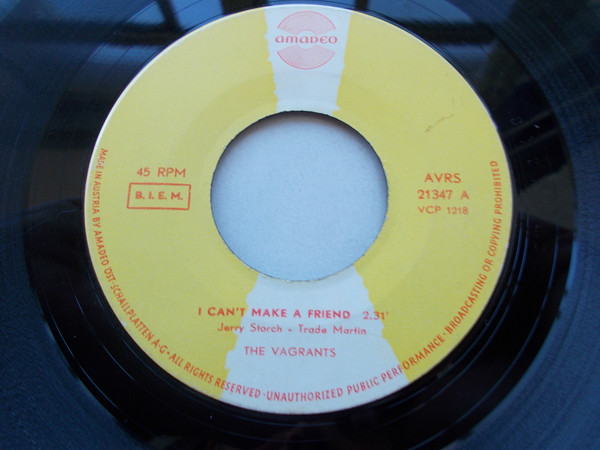 amadeo
45 RPM
B. I. E. M.
AVRS
21347 A
VCP 1218
I CAN'T MAKE A FRIEND 2.31'
Jerry Storch - Trade Martin
THE VAGRANTS
MADE IN AUSTRIA BY AMADEO ÖST. SCHALLPLATTEN A-G · ALL RIGHTS RESERVED · UNAUTHORIZED PUBLIC PERFORMANCE · BROADCASTING OR COPYING PROHIBITED